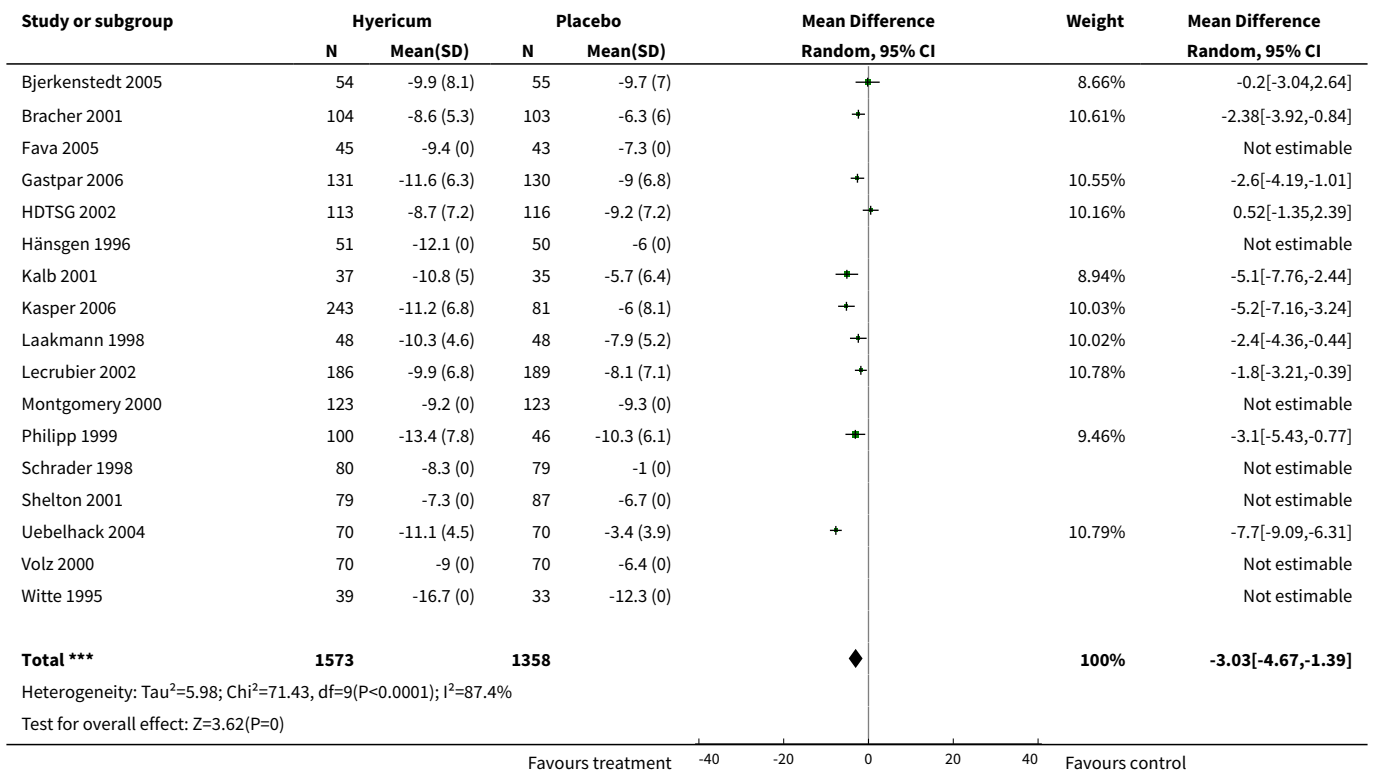 Study or subgroup Hyericum Placebo Mean Difference Weight Mean Difference
N Mean(SD) N Mean(SD) Random, 95% CI Random, 95% CI
Bjerkenstedt 2005 54 -9.9 (8.1) 55 -9.7 (7) 8.66% -0.2[-3.04,2.64]
Bracher 2001 104 -8.6 (5.3) 103 -6.3 (6) 10.61% -2.38[-3.92,-0.84]
Fava 2005 45 -9.4 (0) 43 -7.3 (0) Not estimable
Gastpar 2006 131 -11.6 (6.3) 130 -9 (6.8) 10.55% -2.6[-4.19,-1.01]
HDTSG 2002 113 -8.7 (7.2) 116 -9.2 (7.2) 10.16% 0.52[-1.35,2.39]
Hänsgen 1996 51 -12.1 (0) 50 -6 (0) Not estimable
Kalb 2001 37 -10.8 (5) 35 -5.7 (6.4) 8.94% -5.1[-7.76,-2.44]
Kasper 2006 243 -11.2 (6.8) 81 -6 (8.1) 10.03% -5.2[-7.16,-3.24]
Laakmann 1998 48 -10.3 (4.6) 48 -7.9 (5.2) 10.02% -2.4[-4.36,-0.44]
Lecrubier 2002 186 -9.9 (6.8) 189 -8.1 (7.1) 10.78% -1.8[-3.21,-0.39]
Montgomery 2000 123 -9.2 (0) 123 -9.3 (0) Not estimable
Philipp 1999 100 -13.4 (7.8) 46 -10.3 (6.1) 9.46% -3.1[-5.43,-0.77]
Schrader 1998 80 -8.3 (0) 79 -1 (0) Not estimable
Shelton 2001 79 -7.3 (0) 87 -6.7 (0) Not estimable
Uebelhack 2004 70 -11.1 (4.5) 70 -3.4 (3.9) 10.79% -7.7[-9.09,-6.31]
Volz 2000 70 -9 (0) 70 -6.4 (0) Not estimable
Witte 1995 39 -16.7 (0) 33 -12.3 (0) Not estimable
Total *** 1573 1358 100% -3.03[-4.67,-1.39]
Heterogeneity: Tau²=5.98; Chi²=71.43, df=9(P<0.0001); I²=87.4%
Test for overall effect: Z=3.62(P=0)
Favours treatment -40 -20 0 20 40 Favours control